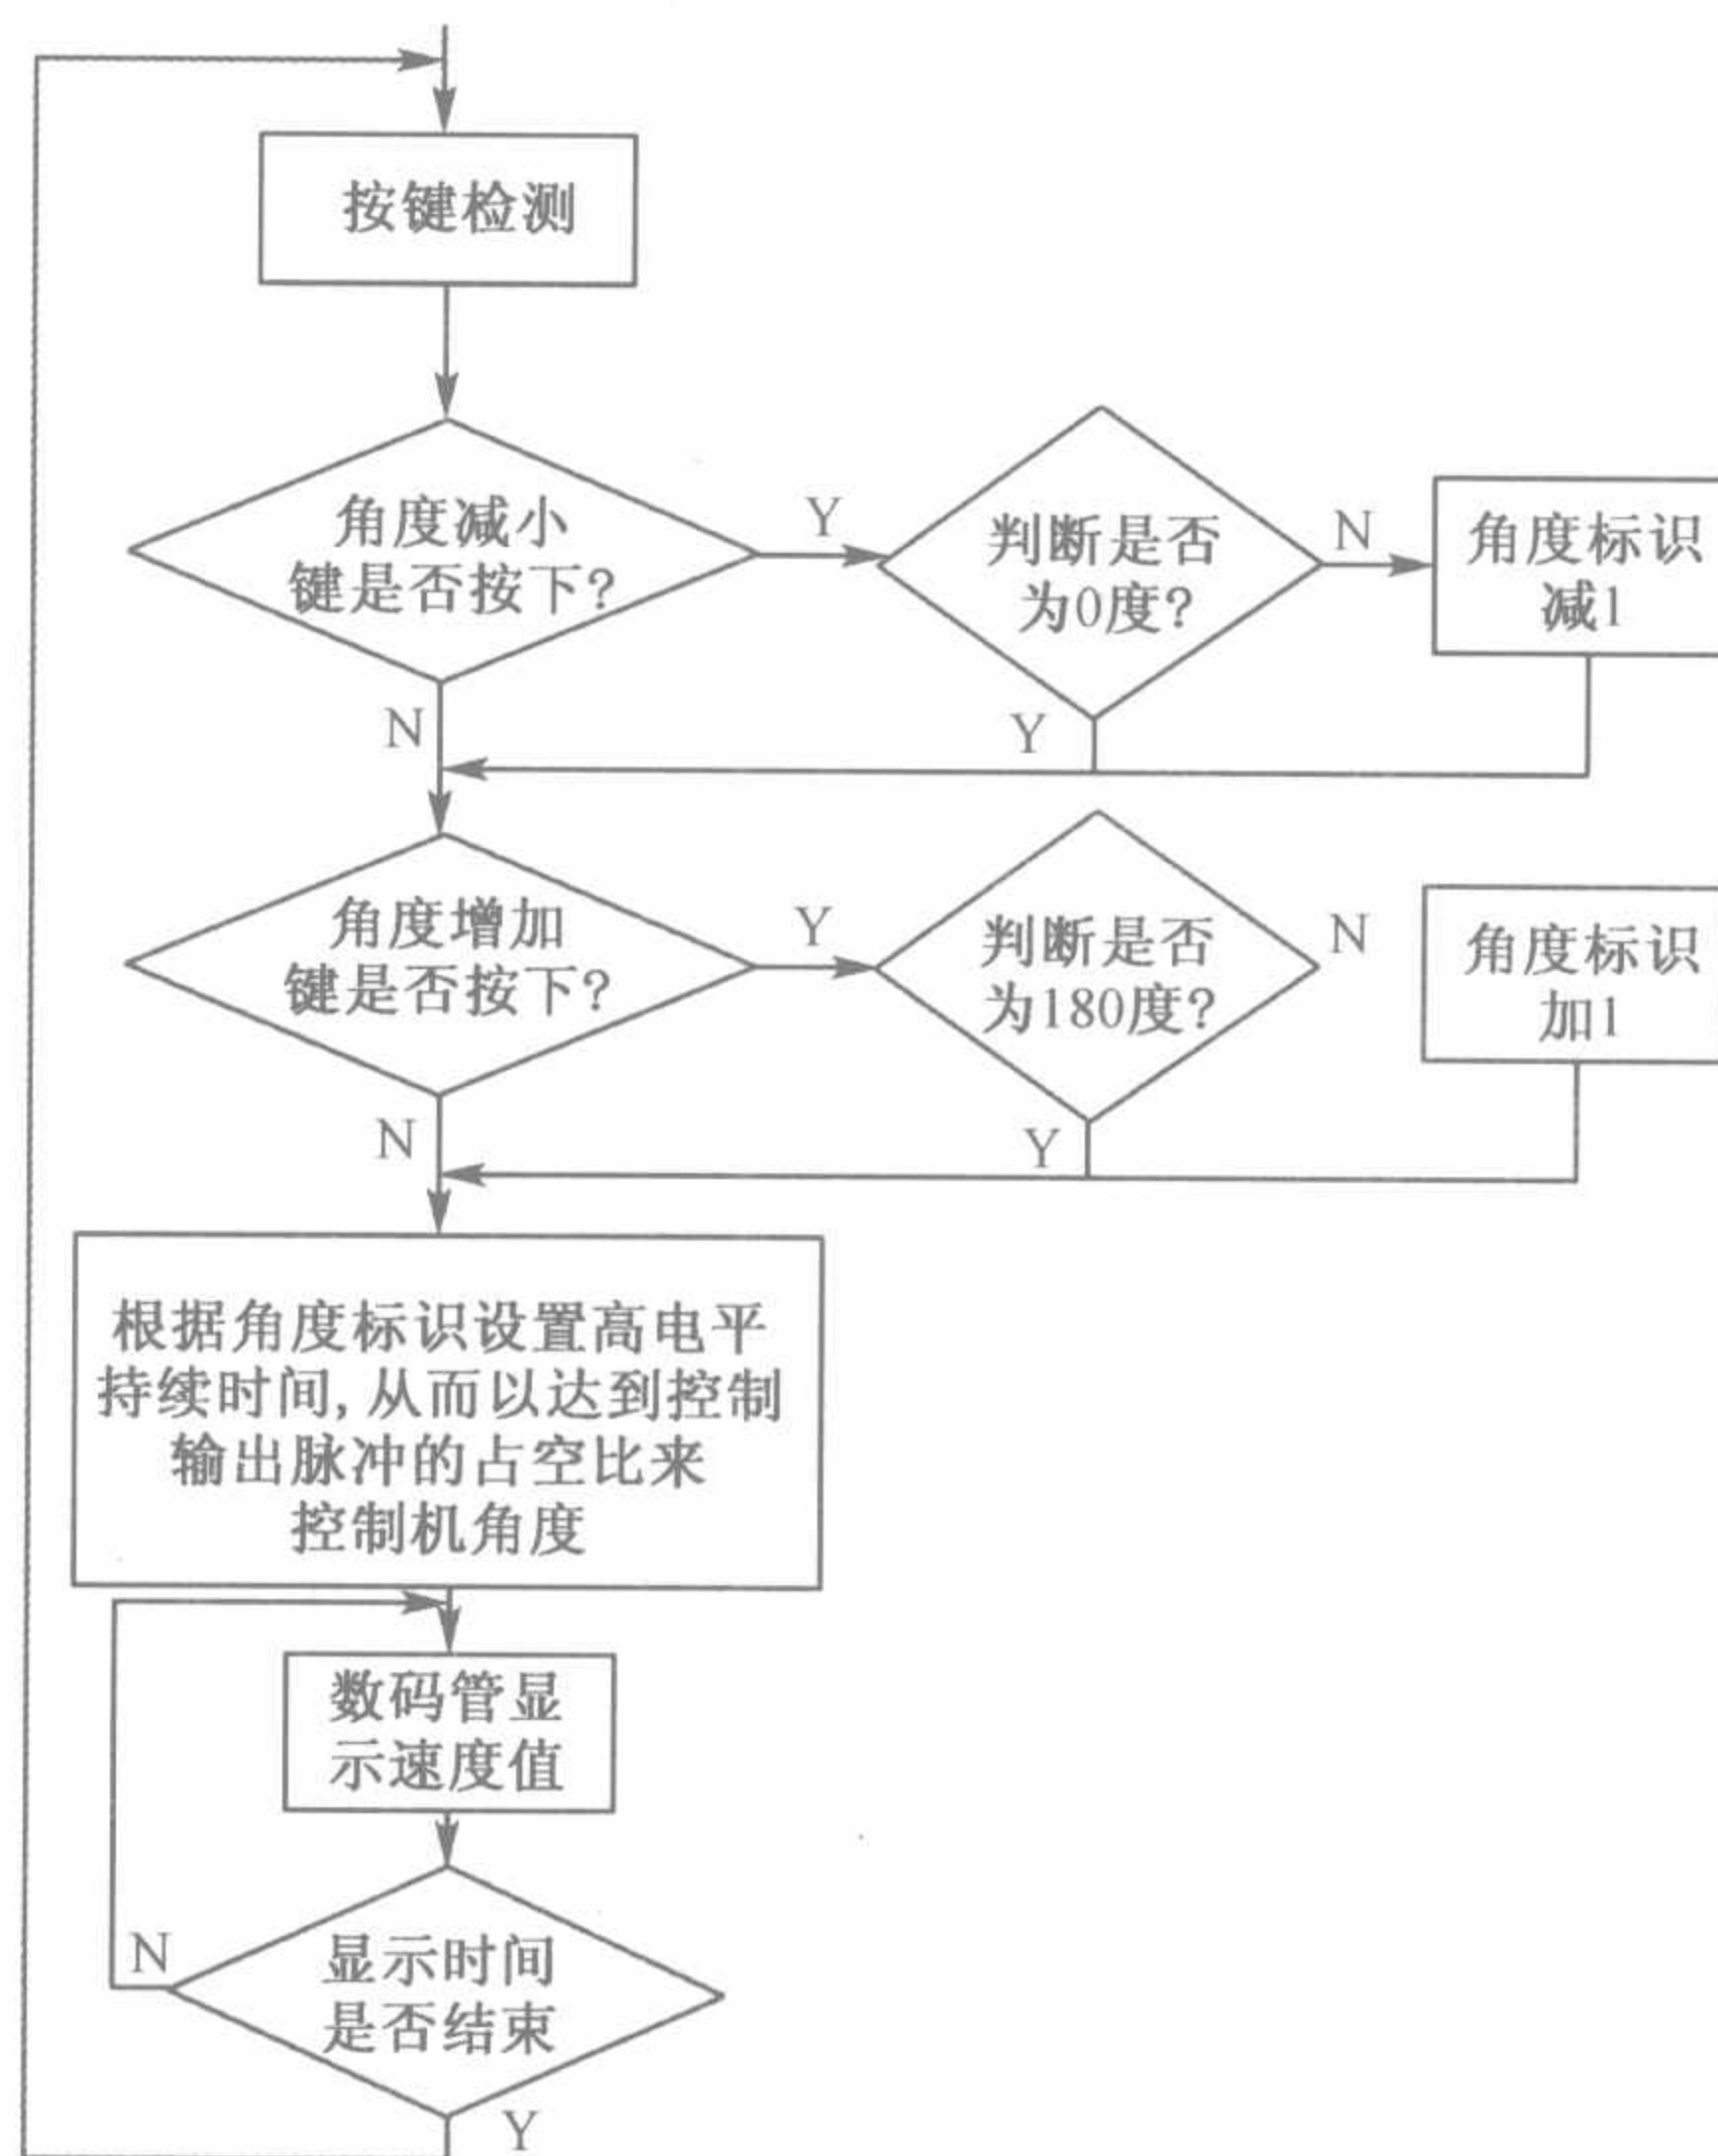 按键检测
角度减小
键是否按下?
Y
判断是否
为0度?
N
角度标识
减1
N
Y
角度增加
键是否按下?
Y
判断是否
为180度?
N
角度标识
加1
N
Y
根据角度标识设置高电平
持续时间,从而以达到控制
输出脉冲的占空比来
控制机角度
数码管显
示速度值
N
显示时间
是否结束
Y